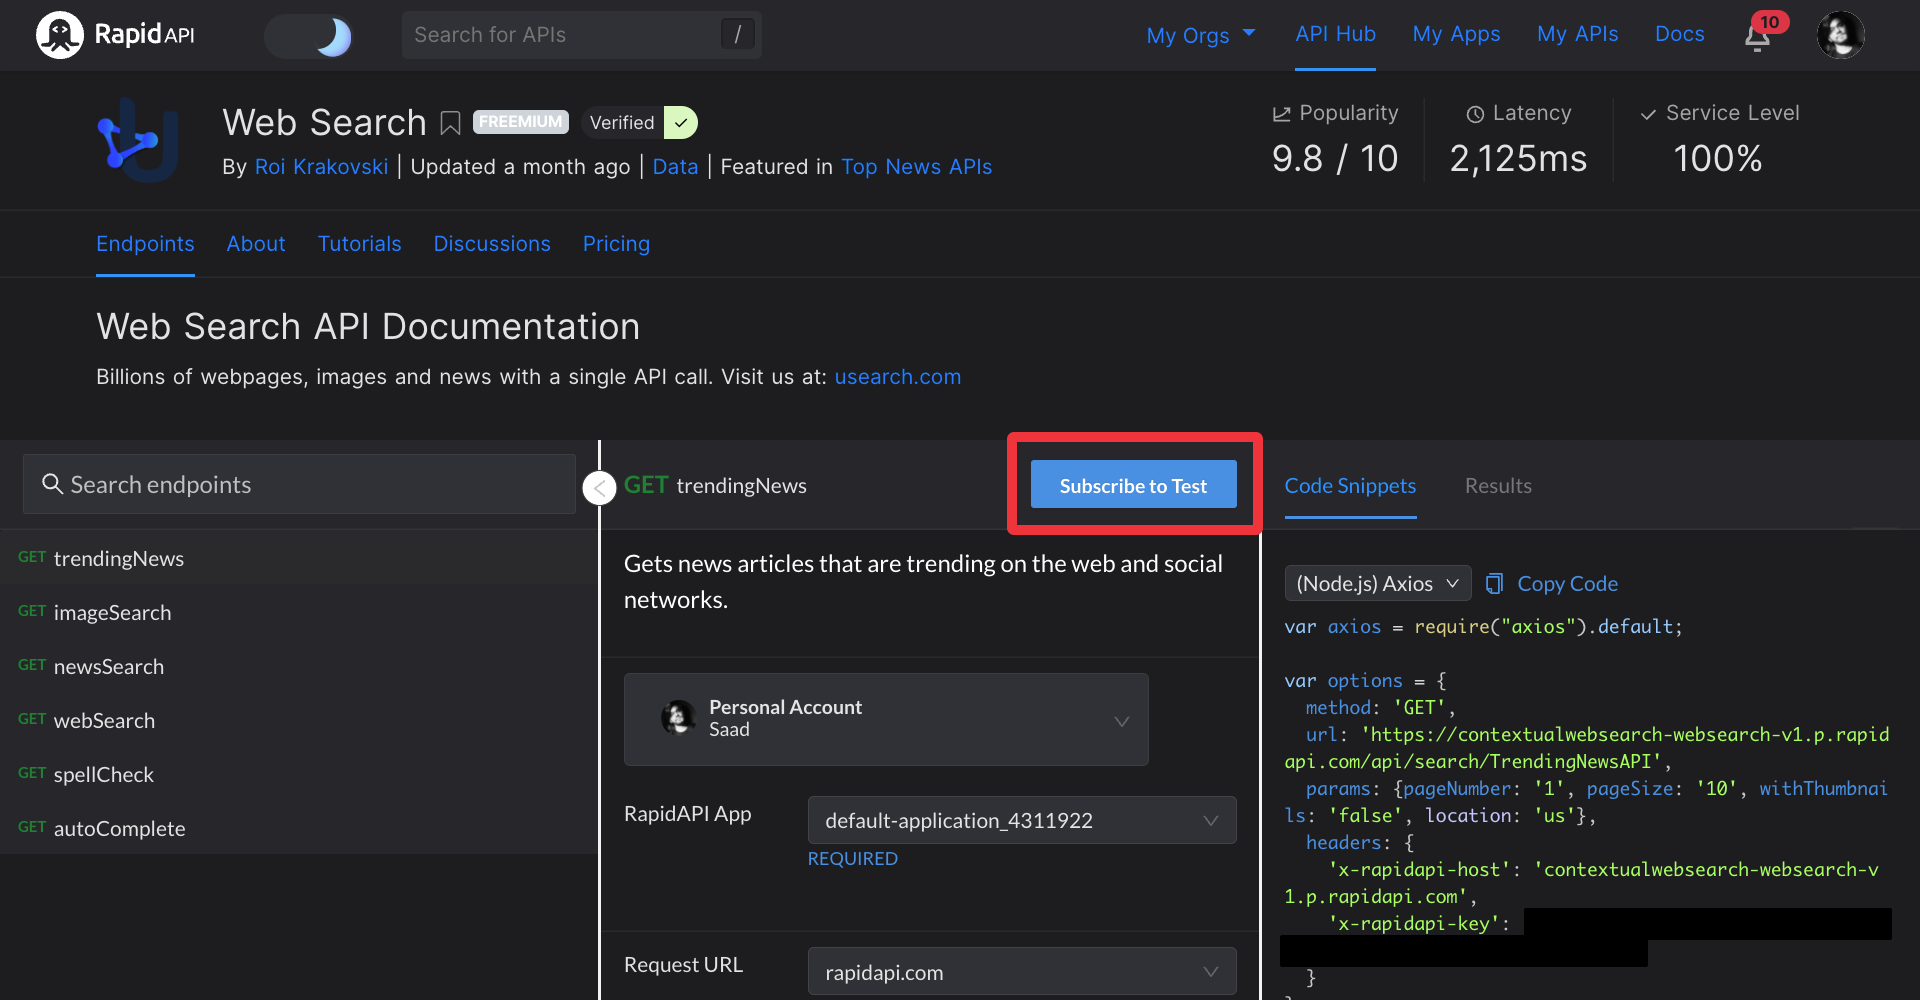 RapidAPI
Search for APIs
/
My Orgs
API Hub
My Apps
My APIs
Docs
10
Web Search
FREEMIUM
Verified
By Roi Krakovski | Updated a month ago | Data | Featured in Top News APIs
Popularity
9.8 / 10
Latency
2,125ms
Service Level
100%
Endpoints
About
Tutorials
Discussions
Pricing
Web Search API Documentation
Billions of webpages, images and news with a single API call. Visit us at: usearch.com
Search endpoints
GET trendingNews
GET imageSearch
GET newsSearch
GET webSearch
GET spellCheck
GET autoComplete
GET trendingNews
Subscribe to Test
Gets news articles that are trending on the web and social
networks.
Personal Account
Saad
RapidAPI App
default-application_4311922
REQUIRED
Request URL
rapidapi.com
Code Snippets
Results
(Node.js) Axios
Copy Code
var axios = require("axios").default;
var options = {
method: 'GET',
url: 'https://contextualwebsearch-websearch-v1.p.rapid
api.com/api/search/TrendingNewsAPI',
params: {pageNumber: '1', pageSize: '10', withThumbnai
ls: 'false', location: 'us'},
headers: {
'x-rapidapi-host': 'contextualwebsearch-websearch-v
1.p.rapidapi.com',
'x-rapidapi-key':
}